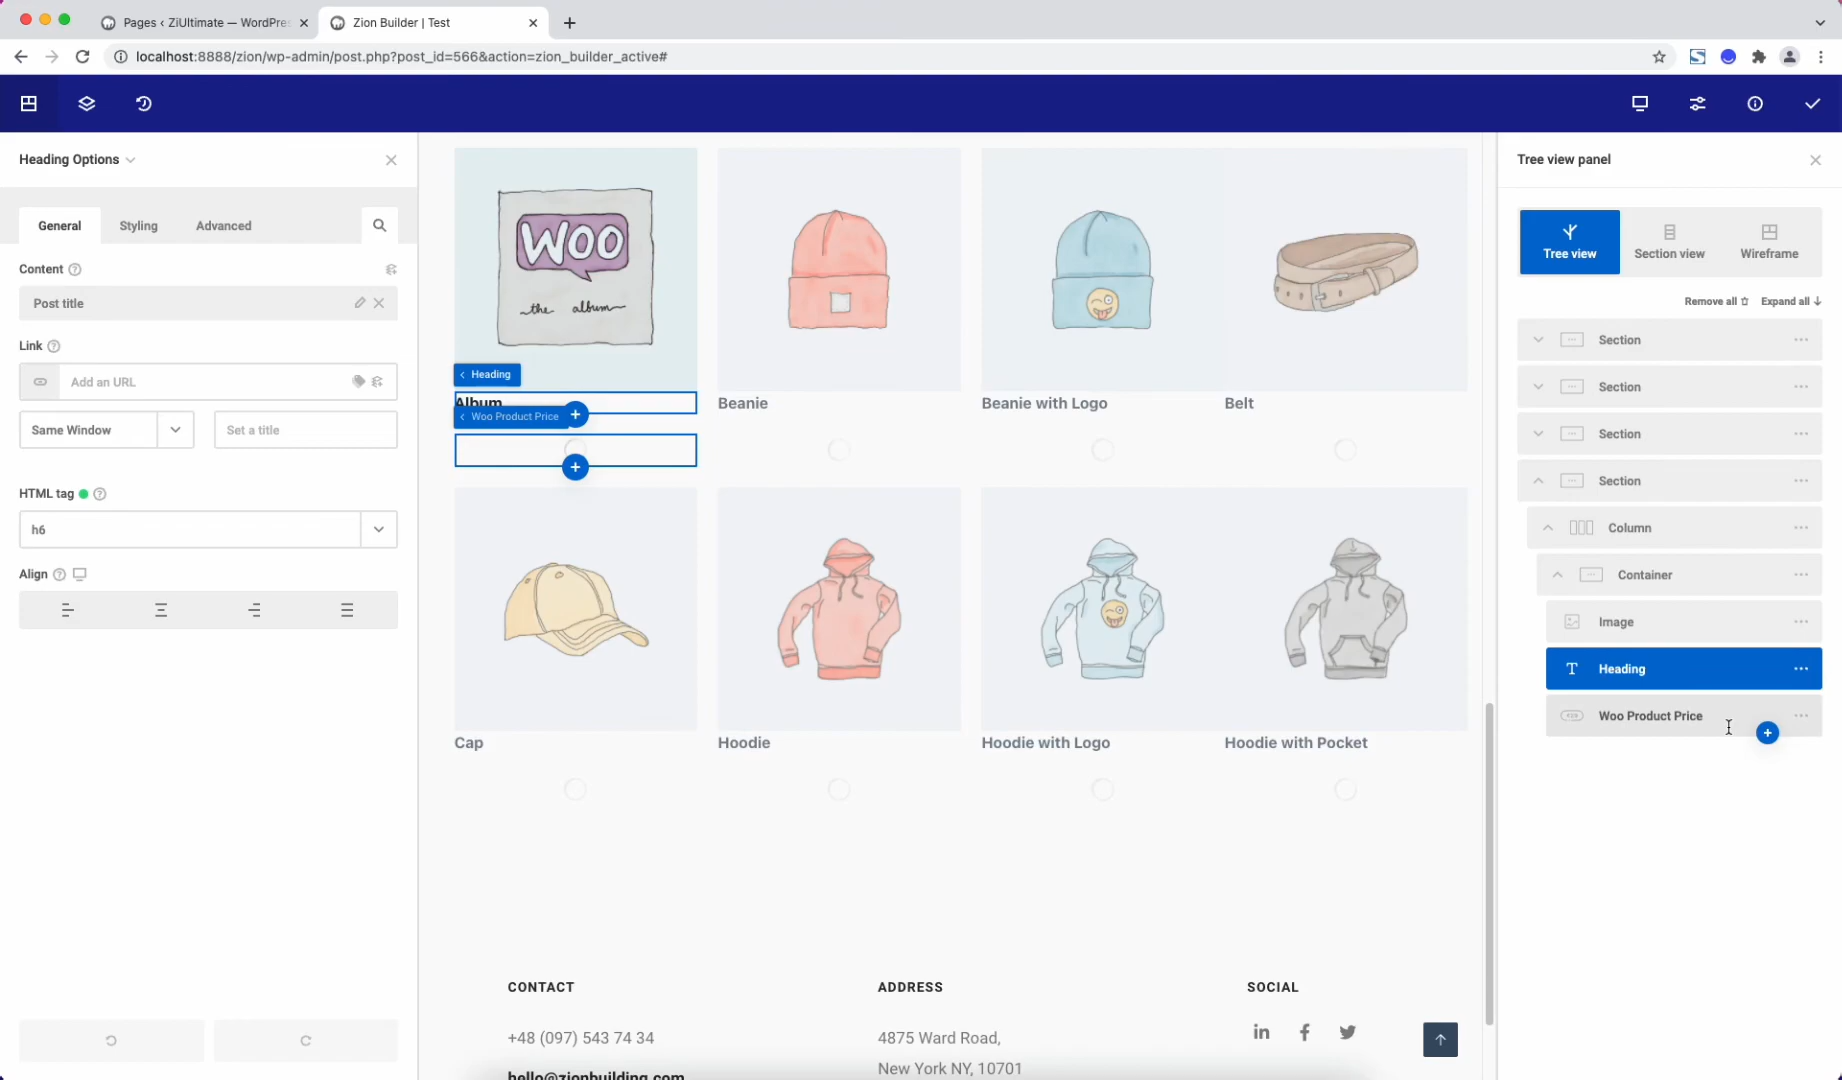 Pages ‹ ZiUltimate — WordPres
Zion Builder | Test
localhost:8888/zion/wp-admin/post.php?post_id=566&action=zion_builder_active#
Heading Options
General
Styling
Advanced
Content
Post title
Link
Add an URL
Same Window
Set a title
HTML tag
h6
Align
WOO
the album
Heading
Album
Woo Product Price
Beanie
Beanie with Logo
Belt
Cap
Hoodie
Hoodie with Logo
Hoodie with Pocket
CONTACT
ADDRESS
SOCIAL
+48 (097) 543 74 34
4875 Ward Road,
New York NY, 10701
hello@zionbuilding.com
Tree view panel
Tree view
Section view
Wireframe
Remove all
Expand all
Section
Section
Section
Section
Column
Container
Image
Heading
Woo Product Price